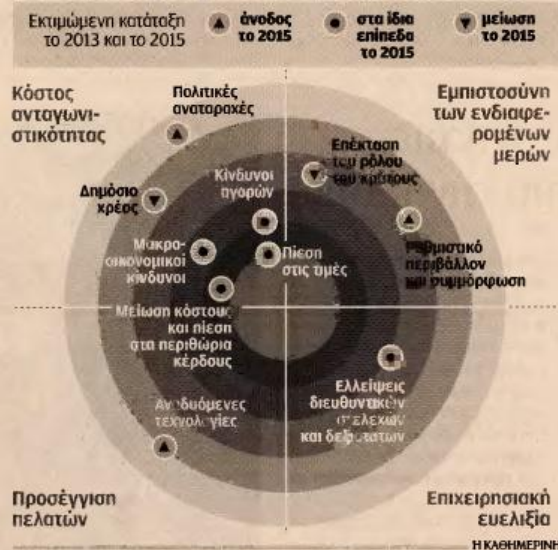 Εκτιμώμενη κατάταξη
το 2013 και το 2015
άνοδος
το 2015
στα ίδια
επίπεδα
το 2015
μείωση
το 2015
Κόστος
ανταγωνι-
στικότητας
Πολιτικές
αναταραχές
Εμπιστοσύνη
των ενδιαφε-
ρομένων
μερών
Επέκταση
του ρόλου
του κράτους
Κίνδυνοι
αγορών
Δημόσιο
χρέος
Μακρο-
οικονομικοί
κίνδυνοι
Πίεση
στις τιμές
Ρυθμιστικό
περιβάλλον
και συμμόρφωση
Μείωση κόστους
και πίεση
στα περιθώρια
κέρδους
Ελλείψεις
διευθυντικών
στελεχών
και δεξιοτήτων
Αναδυόμενες
τεχνολογίες
Προσέγγιση
πελατών
Επιχειρησιακή
ευελιξία
Η ΚΑΘΗΜΕΡΙΝΗ